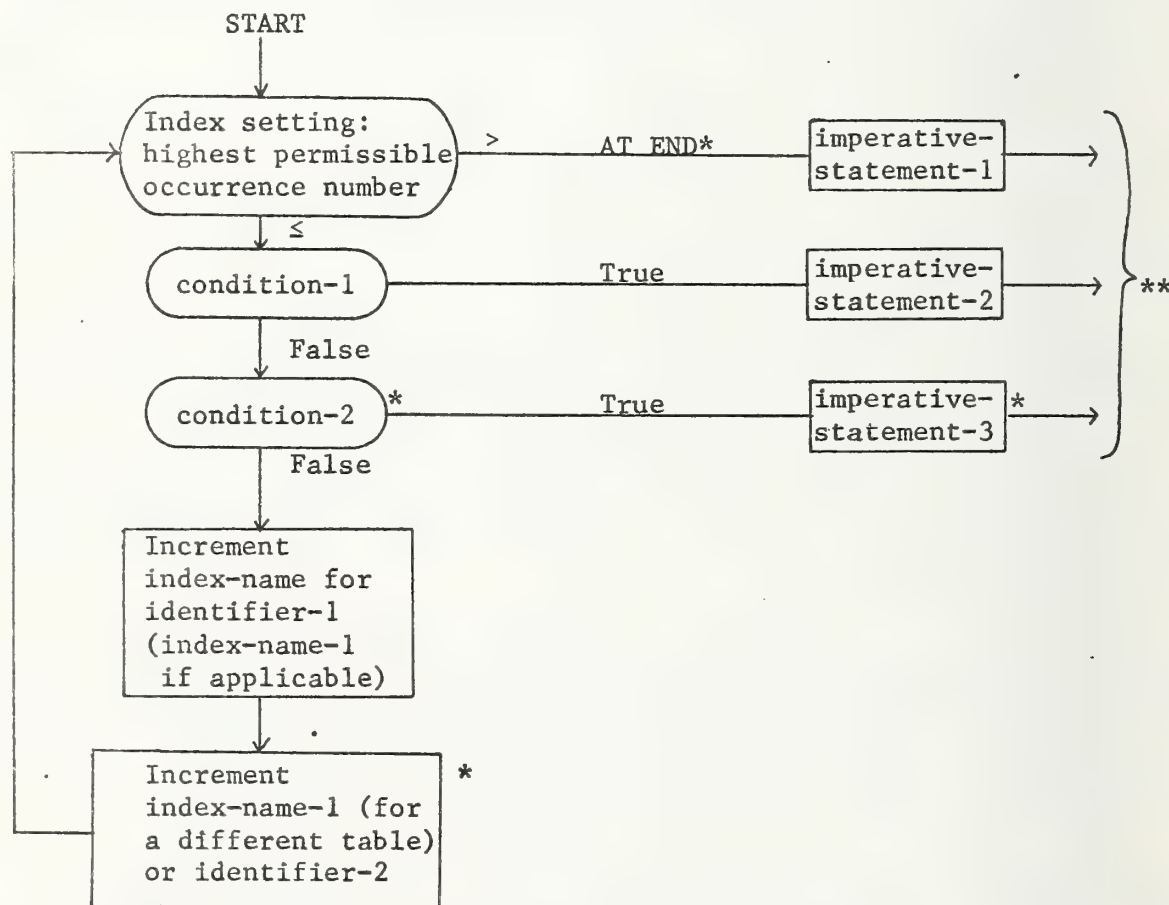 START
Index setting:
highest permissible
occurrence number
>
AT END*
imperative-
statement-1
≤
condition-1
True
imperative-
statement-2
**
False
condition-2
*
True
imperative-
statement-3
*
False
Increment
index-name for
identifier-1
(index-name-1
if applicable)
Increment
index-name-1 (for
a different table)
or identifier-2
*